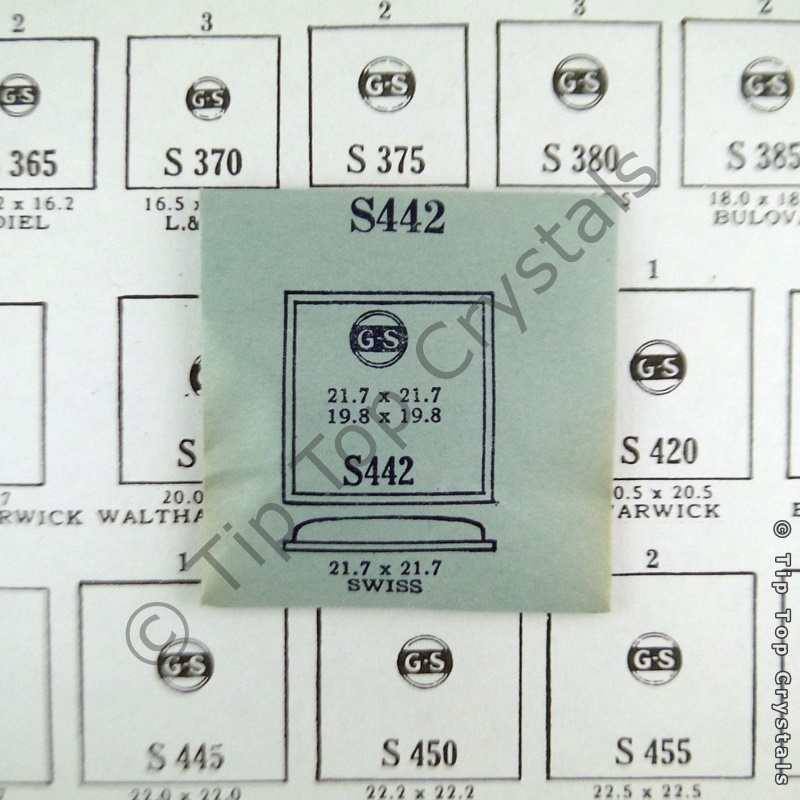 2 3 2 3 2
G-S G-S G-S G-S G-S
365 S 370 S 375 S 380 S 385
x 16.2 16.5 x 18.0 x 18
DIEL L.& BULOVA
S442
1
G-S
G-S
21.7 x 21.7
19.8 x 19.8
S442
S S 420
20.0 0.5 x 20.5
RWICK WALTHA ARWICK
21.7 x 21.7
SWISS
1 2
G-S G-S G-S
S 445 S 450 S 455
22.0 x 22.0 22.2 x 22.2 22.5 x 22.5
© Tip Top Crystals
© Tip Top Crystals